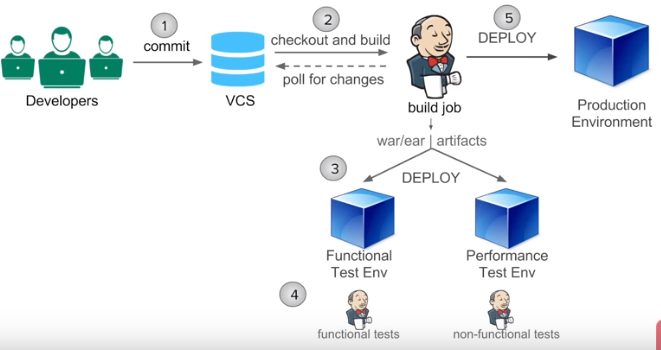 1
commit
Developers
VCS
2
checkout and build
poll for changes
build job
5
DEPLOY
Production
Environment
war/ear | artifacts
3
DEPLOY
Functional
Test Env
Performance
Test Env
4
functional tests
non-functional tests